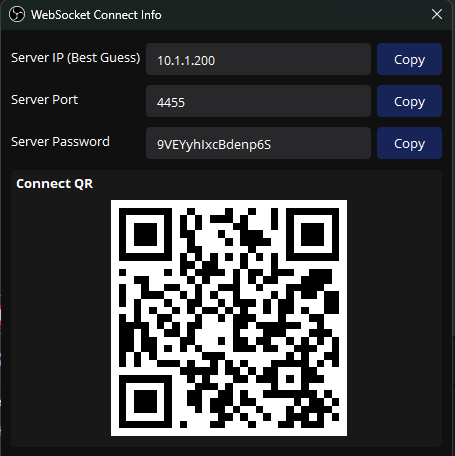 WebSocket Connect Info
Server IP (Best Guess) 10.1.1.200 Copy
Server Port 4455 Copy
Server Password 9VEYyhIxcBdenp6S Copy
Connect QR